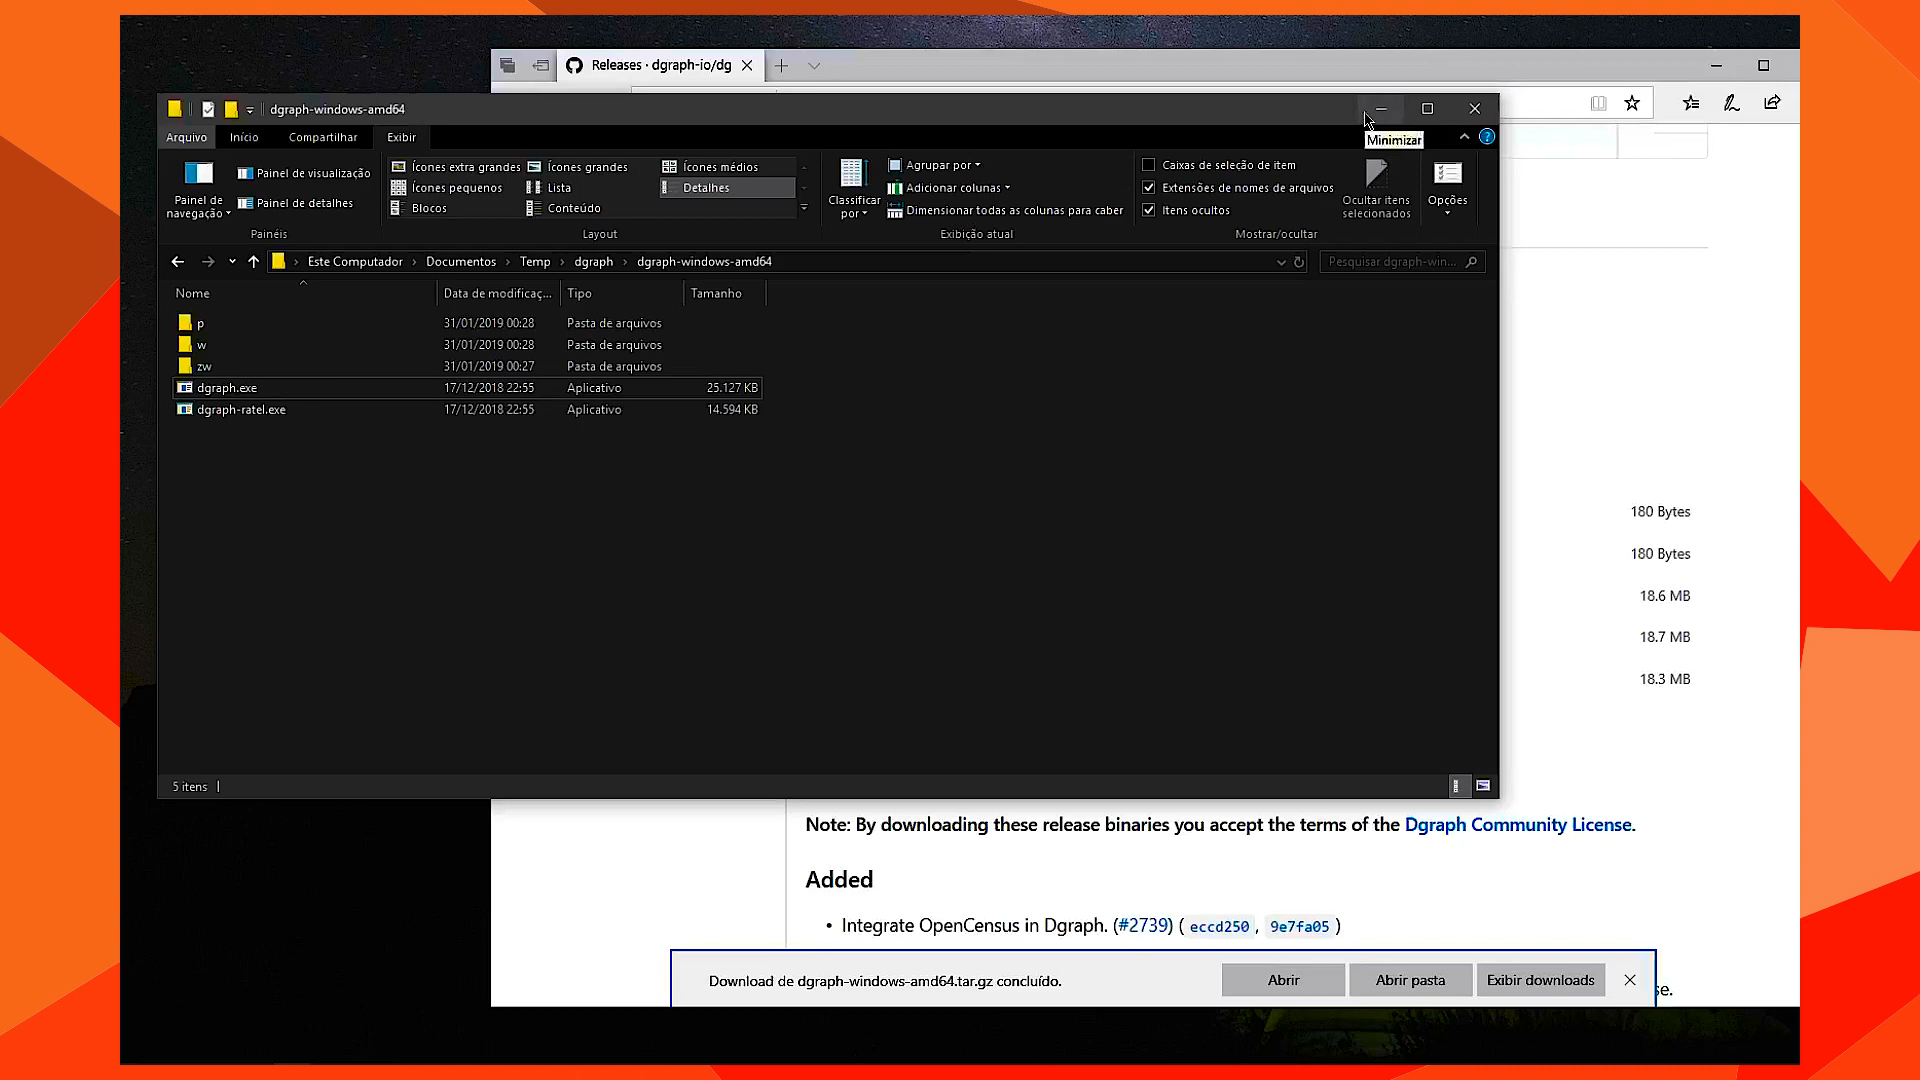 Releases · dgraph-io/dg
dgraph-windows-amd64
Minimizar
Arquivo Início Compartilhar Exibir
Painel de navegação
Painel de visualização
Painel de detalhes
Painéis
Ícones extra grandes Ícones grandes Ícones médios
Ícones pequenos Lista Detalhes
Blocos Conteúdo
Layout
Classificar por
Agrupar por
Adicionar colunas
Dimensionar todas as colunas para caber
Exibição atual
Caixas de seleção de item
Extensões de nomes de arquivos
Itens ocultos
Ocultar itens selecionados
Mostrar/ocultar
Opções
Este Computador › Documentos › Temp › dgraph › dgraph-windows-amd64
Pesquisar dgraph-win...
Nome Data de modificaç... Tipo Tamanho
p 31/01/2019 00:28 Pasta de arquivos
w 31/01/2019 00:28 Pasta de arquivos
zw 31/01/2019 00:27 Pasta de arquivos
dgraph.exe 17/12/2018 22:55 Aplicativo 25.127 KB
dgraph-ratel.exe 17/12/2018 22:55 Aplicativo 14.594 KB
180 Bytes
180 Bytes
18.6 MB
18.7 MB
18.3 MB
5 itens
Note: By downloading these release binaries you accept the terms of the Dgraph Community License.
Added
• Integrate OpenCensus in Dgraph. (#2739) ( eccd250 , 9e7fa05 )
Download de dgraph-windows-amd64.tar.gz concluído. Abrir Abrir pasta Exibir downloads
se.